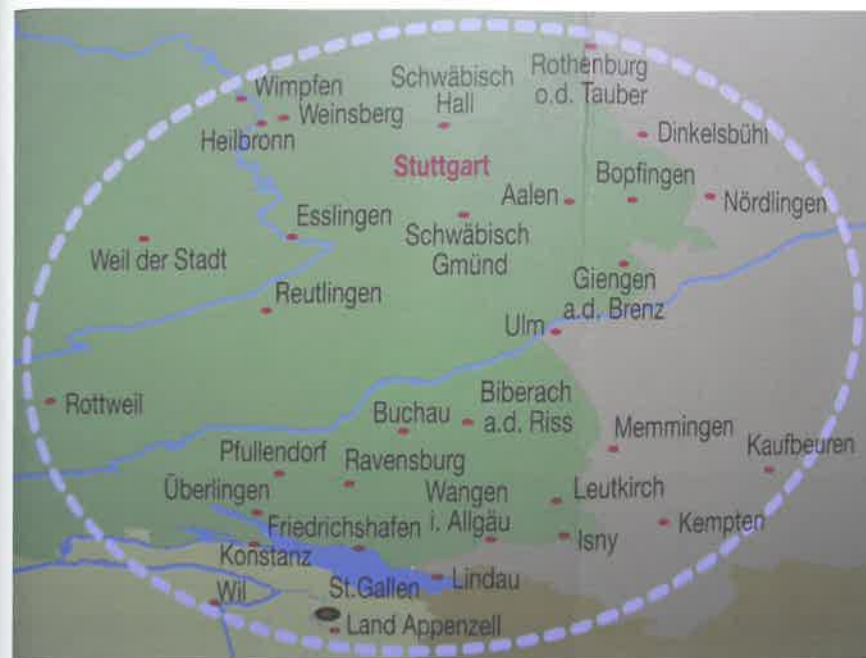 Wimpfen
Weinsberg
Heilbronn
Schwäbisch
Hall
Rothenburg
o.d. Tauber
Dinkelsbühl
Stuttgart
Aalen
Bopfingen
Nördlingen
Esslingen
Schwäbisch
Gmünd
Weil der Stadt
Giengen
a.d. Brenz
Reutlingen
Ulm
Rottweil
Buchau
Biberach
a.d. Riss
Memmingen
Kaufbeuren
Pfullendorf
Ravensburg
Überlingen
Wangen
i. Allgäu
Leutkirch
Friedrichshafen
Kempten
Konstanz
Isny
Wil
St.Gallen
Lindau
Land Appenzell